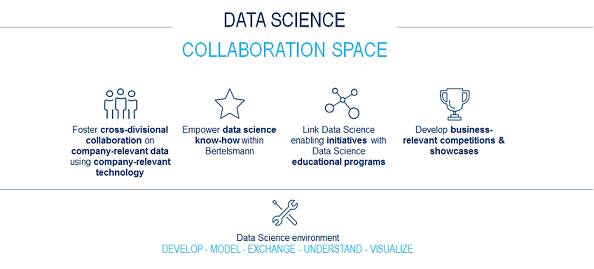 DATA SCIENCE
COLLABORATION SPACE
Foster cross-divisional
collaboration on
company-relevant data
using company-relevant
technology
Empower data science
know-how within
Bertelsmann
Link Data Science
enabling initiatives with
Data Science
educational programs
Develop business-
relevant competitions &
showcases
Data Science environment
DEVELOP - MODEL - EXCHANGE - UNDERSTAND - VISUALIZE